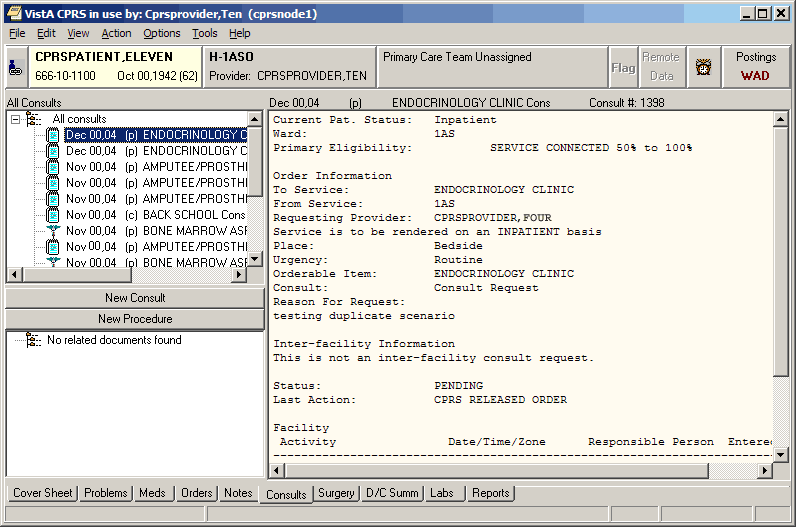 VistA CPRS in use by: Cprsprovider,Ten (cprsnode1)
File Edit View Action Options Tools Help
CPRSPATIENT,ELEVEN
666-10-1100 Oct 00,1942 (62)
H-1ASO
Provider: CPRSPROVIDER,TEN
Primary Care Team Unassigned
Flag
Remote
Data
Postings
WAD
All Consults
Dec 00,04 (p) ENDOCRINOLOGY CLINIC Cons Consult #: 1398
All consults
Dec 00,04 (p) ENDOCRINOLOGY C
Dec 00,04 (p) ENDOCRINOLOGY C
Nov 00,04 (p) AMPUTEE/PROSTHI
Nov 00,04 (p) AMPUTEE/PROSTHI
Nov 00,04 (p) AMPUTEE/PROSTHI
Nov 00,04 (c) BACK SCHOOL Cons
Nov 00,04 (p) BONE MARROW ASF
Nov 00,04 (p) AMPUTEE/PROSTHI
Nov 00,04 (p) BONE MARROW ASF
New Consult
New Procedure
No related documents found
Current Pat. Status: Inpatient
Ward: 1AS
Primary Eligibility: SERVICE CONNECTED 50% to 100%
Order Information
To Service: ENDOCRINOLOGY CLINIC
From Service: 1AS
Requesting Provider: CPRSPROVIDER,FOUR
Service is to be rendered on an INPATIENT basis
Place: Bedside
Urgency: Routine
Orderable Item: ENDOCRINOLOGY CLINIC
Consult: Consult Request
Reason For Request:
testing duplicate scenario
Inter-facility Information
This is not an inter-facility consult request.
Status: PENDING
Last Action: CPRS RELEASED ORDER
Facility
Activity Date/Time/Zone Responsible Person Entered
Cover Sheet Problems Meds Orders Notes Consults Surgery D/C Summ Labs Reports